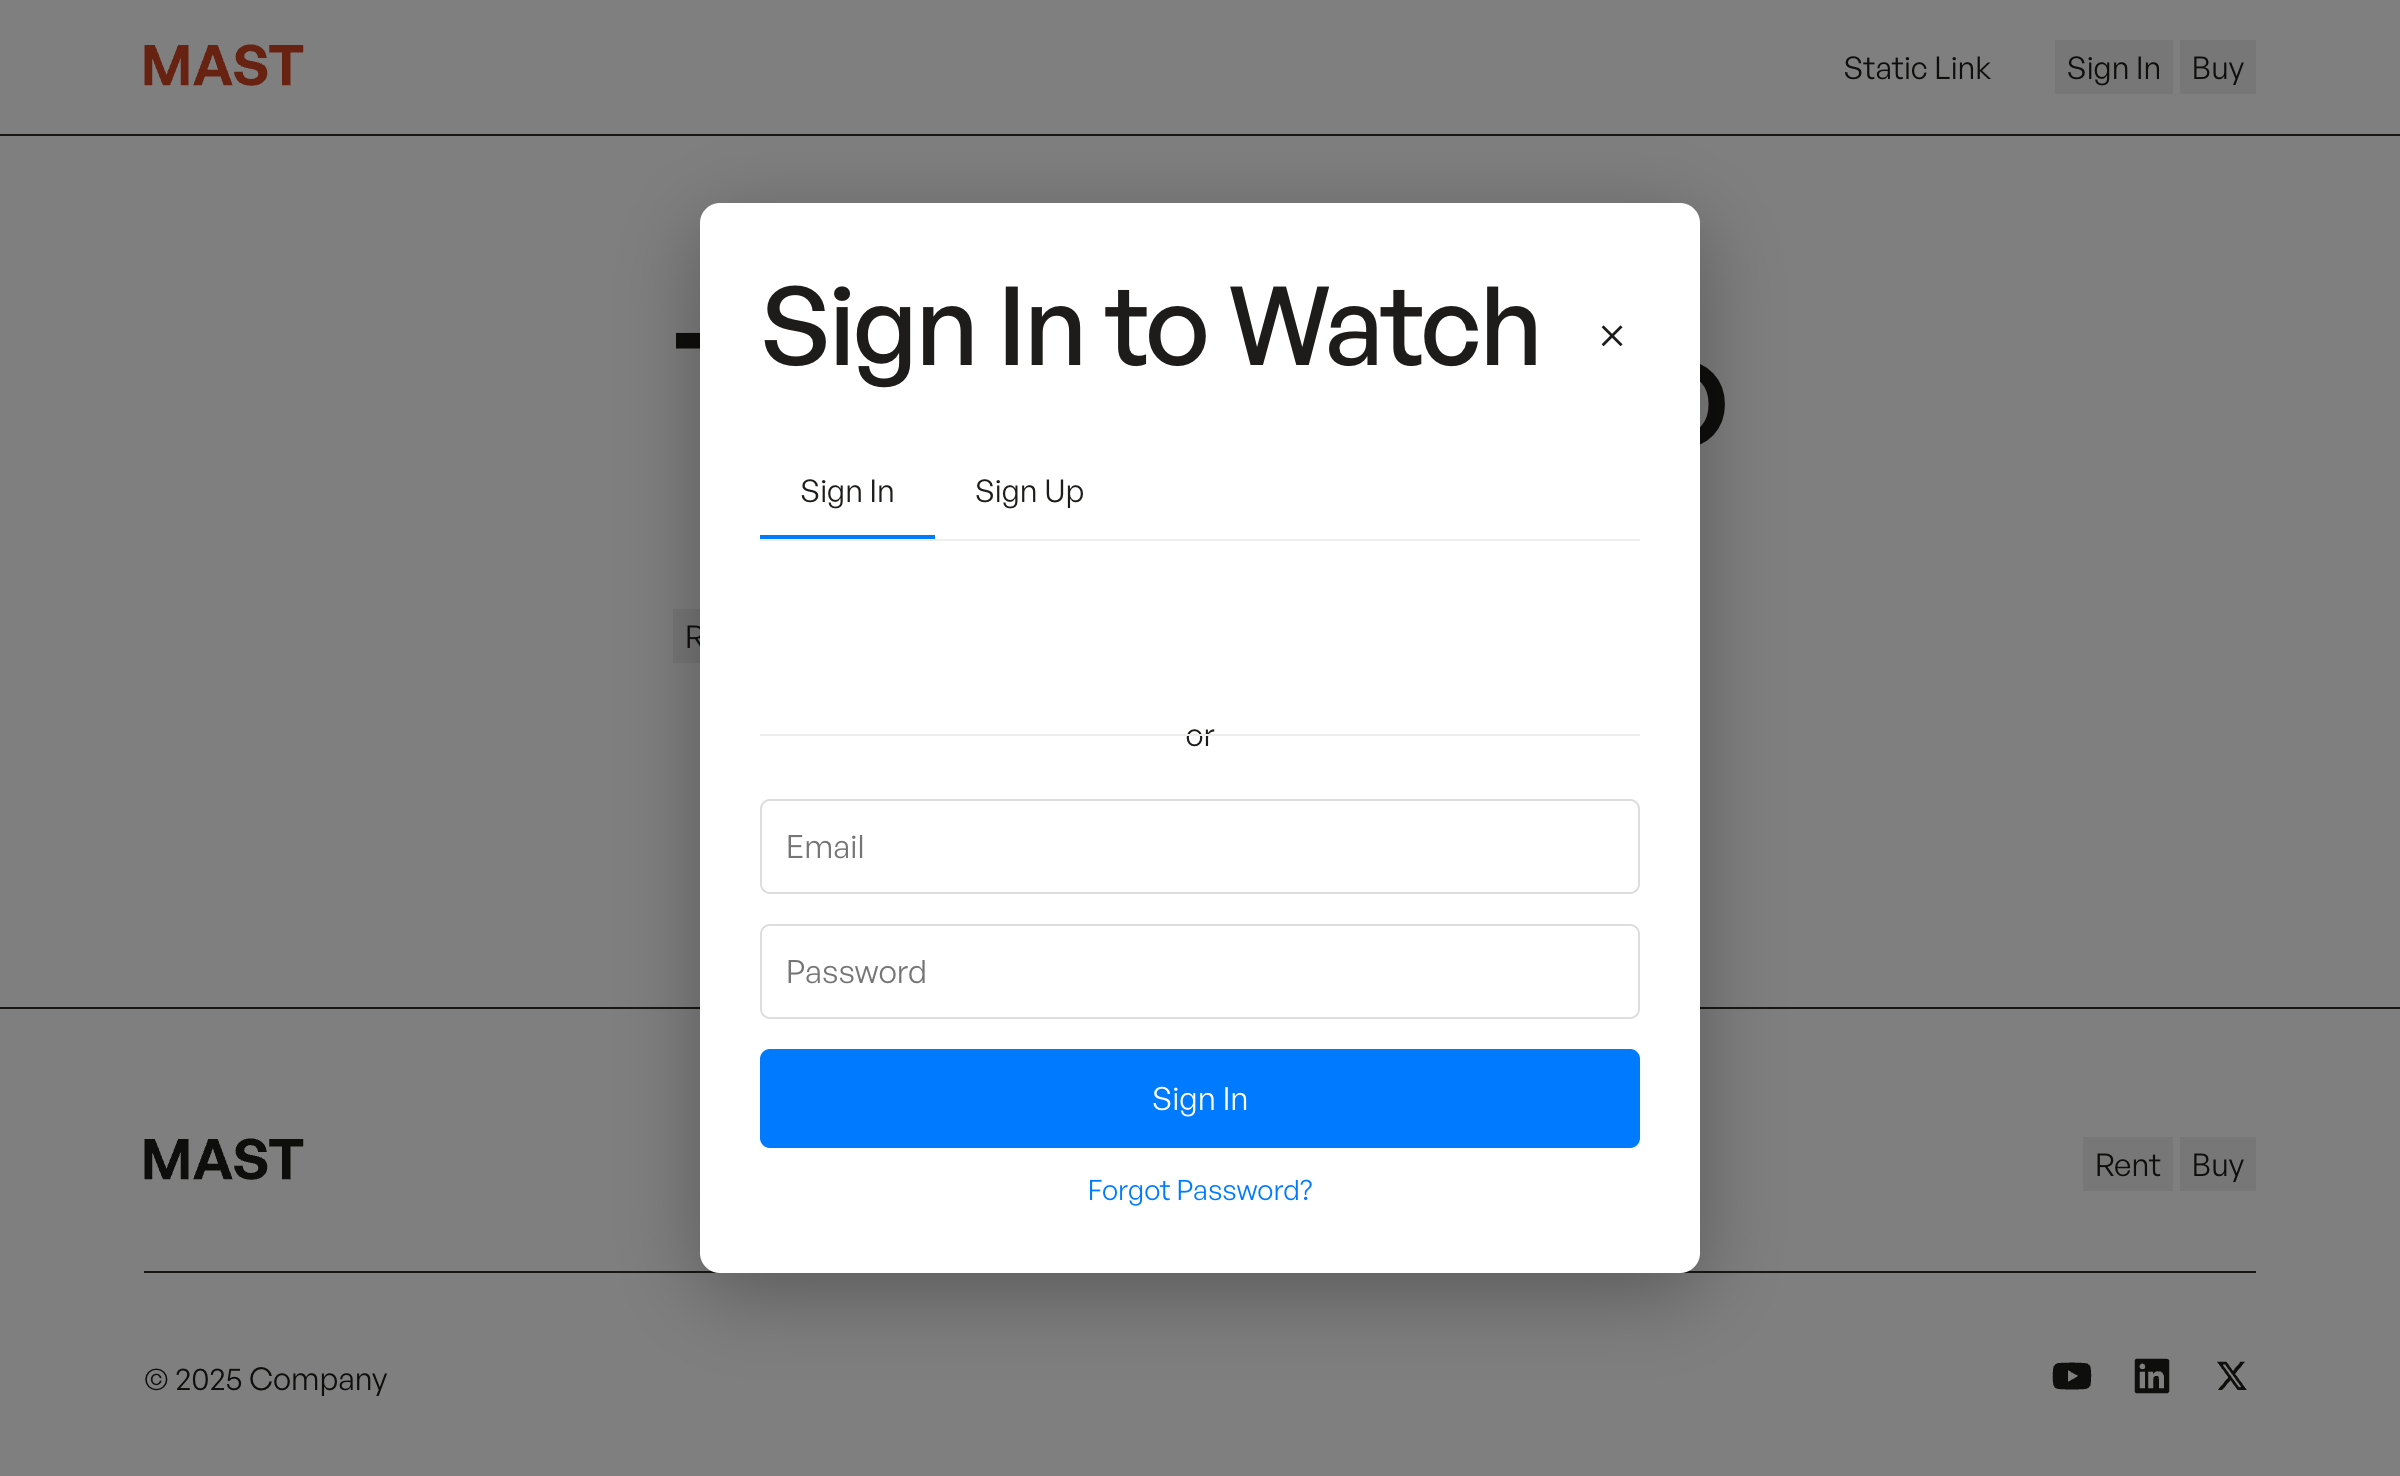 MAST
Static Link
Sign In
Buy
Sign In to Watch
Sign In
Sign Up
or
Email
Password
Sign In
Forgot Password?
MAST
Rent
Buy
© 2025 Company